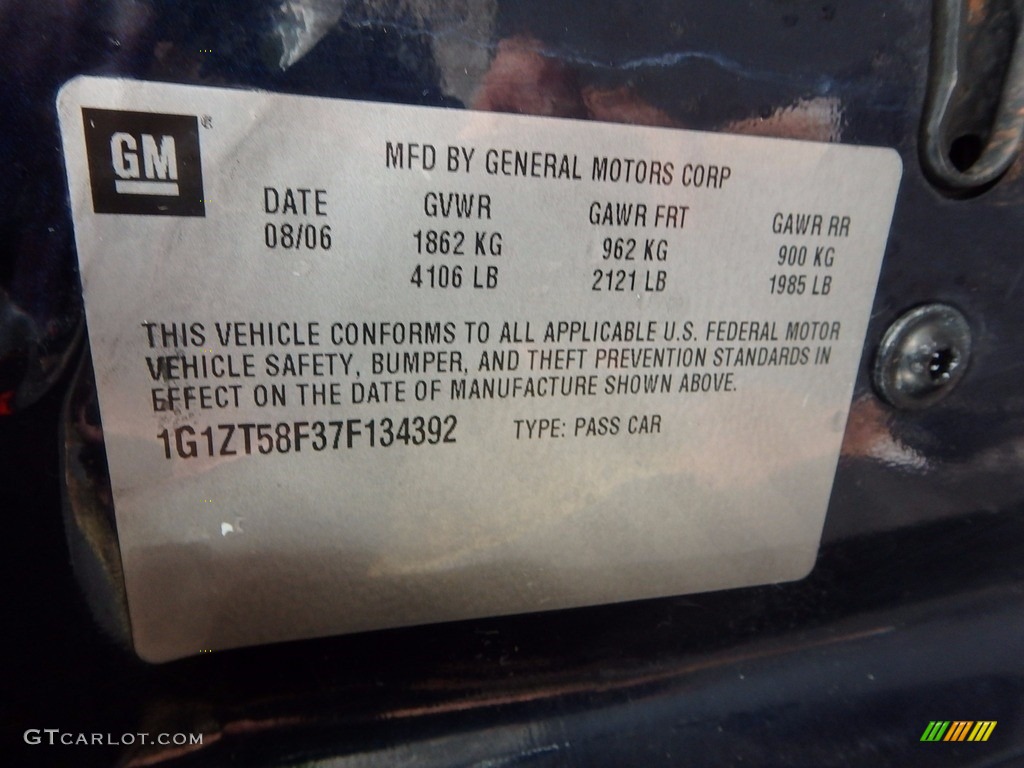 GM®
MFD BY GENERAL MOTORS CORP
DATE GVWR GAWR FRT GAWR RR
08/06 1862 KG 962 KG 900 KG
4106 LB 2121 LB 1985 LB
THIS VEHICLE CONFORMS TO ALL APPLICABLE U.S. FEDERAL MOTOR
VEHICLE SAFETY, BUMPER, AND THEFT PREVENTION STANDARDS IN
EFFECT ON THE DATE OF MANUFACTURE SHOWN ABOVE.
1G1ZT58F37F134392 TYPE: PASS CAR
GTCARLOT.COM